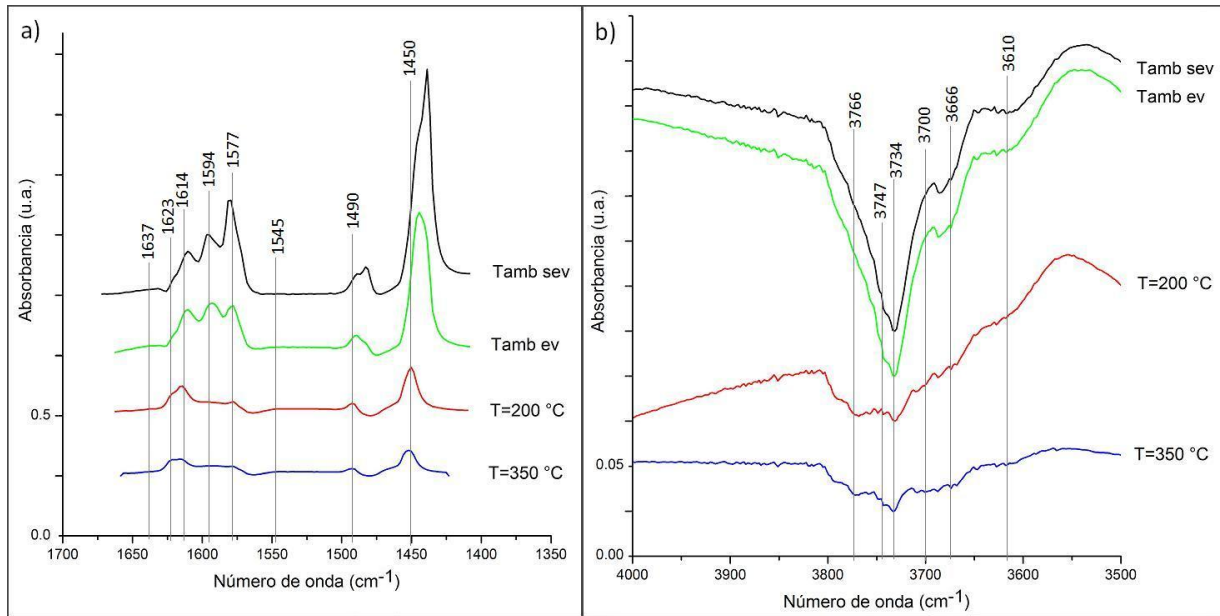 a)
1637
1623
1614
1594
1577
1545
1490
1450
Tamb sev
Tamb ev
T=200 °C
T=350 °C
0.5
0.0
Absorbancia (u.a.)
1700 1650 1600 1550 1500 1450 1400 1350
Número de onda (cm-1)
b)
3766
3747
3734
3700
3666
3610
Tamb sev
Tamb ev
T=200 °C
T=350 °C
0.05
0.00
Absorbancia (u.a.)
4000 3900 3800 3700 3600 3500
Número de onda (cm-1)